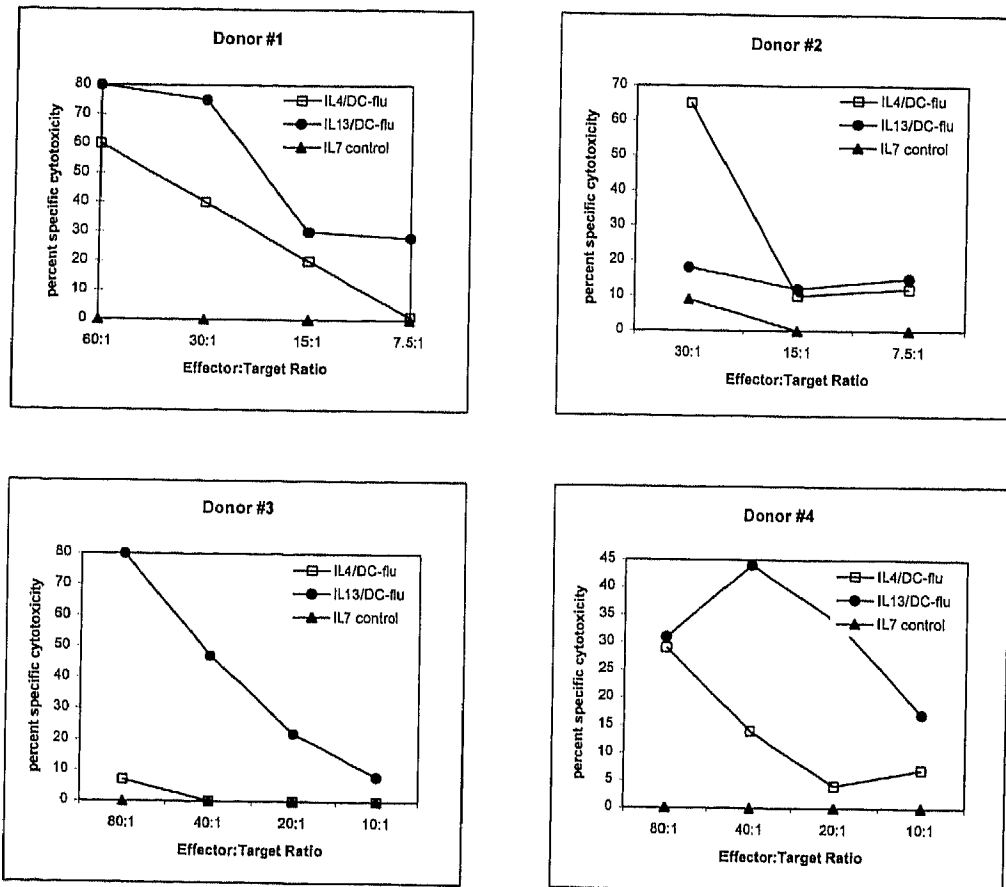 Donor #1
80
70
60
50
40
30
20
10
0
percent specific cytotoxicity
IL4/DC-flu
IL13/DC-flu
IL7 control
60:1
30:1
15:1
7.5:1
Effector:Target Ratio
Donor #2
70
60
50
40
30
20
10
0
percent specific cytotoxicity
IL4/DC-flu
IL13/DC-flu
IL7 control
30:1
15:1
7.5:1
Effector:Target Ratio
Donor #3
80
70
60
50
40
30
20
10
0
percent specific cytotoxicity
IL4/DC-flu
IL13/DC-flu
IL7 control
80:1
40:1
20:1
10:1
Effector:Target Ratio
Donor #4
45
40
35
30
25
20
15
10
5
0
percent specific cytotoxicity
IL4/DC-flu
IL13/DC-flu
IL7 control
80:1
40:1
20:1
10:1
Effector:Target Ratio